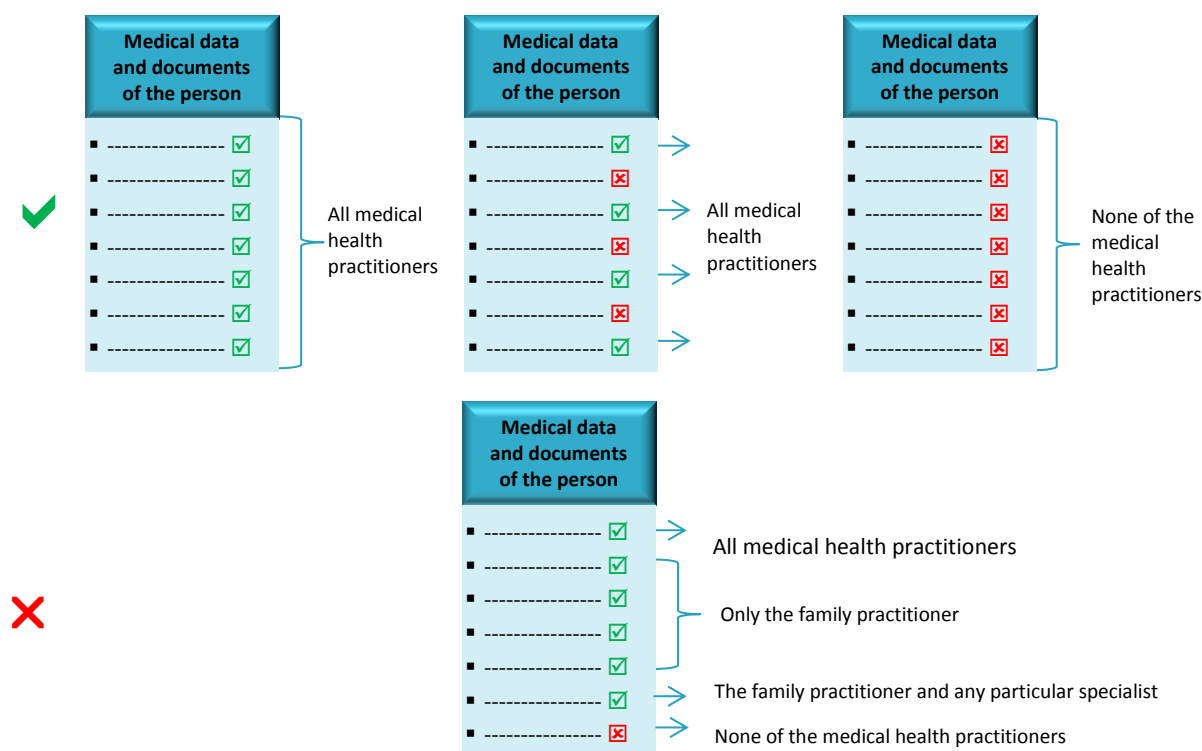 Medical data
and documents
of the person
▪ ---------------- ☑
▪ ---------------- ☑
▪ ---------------- ☑
▪ ---------------- ☑
▪ ---------------- ☑
▪ ---------------- ☑
▪ ---------------- ☑
All medical
health
practitioners
Medical data
and documents
of the person
▪ ---------------- ☑
▪ ---------------- ☒
▪ ---------------- ☑
▪ ---------------- ☒
▪ ---------------- ☑
▪ ---------------- ☒
▪ ---------------- ☑
All medical
health
practitioners
Medical data
and documents
of the person
▪ ---------------- ☒
▪ ---------------- ☒
▪ ---------------- ☒
▪ ---------------- ☒
▪ ---------------- ☒
▪ ---------------- ☒
▪ ---------------- ☒
None of the
medical
health
practitioners
Medical data
and documents
of the person
▪ ---------------- ☑
▪ ---------------- ☑
▪ ---------------- ☑
▪ ---------------- ☑
▪ ---------------- ☑
▪ ---------------- ☑
▪ ---------------- ☒
All medical health practitioners
Only the family practitioner
The family practitioner and any particular specialist
None of the medical health practitioners